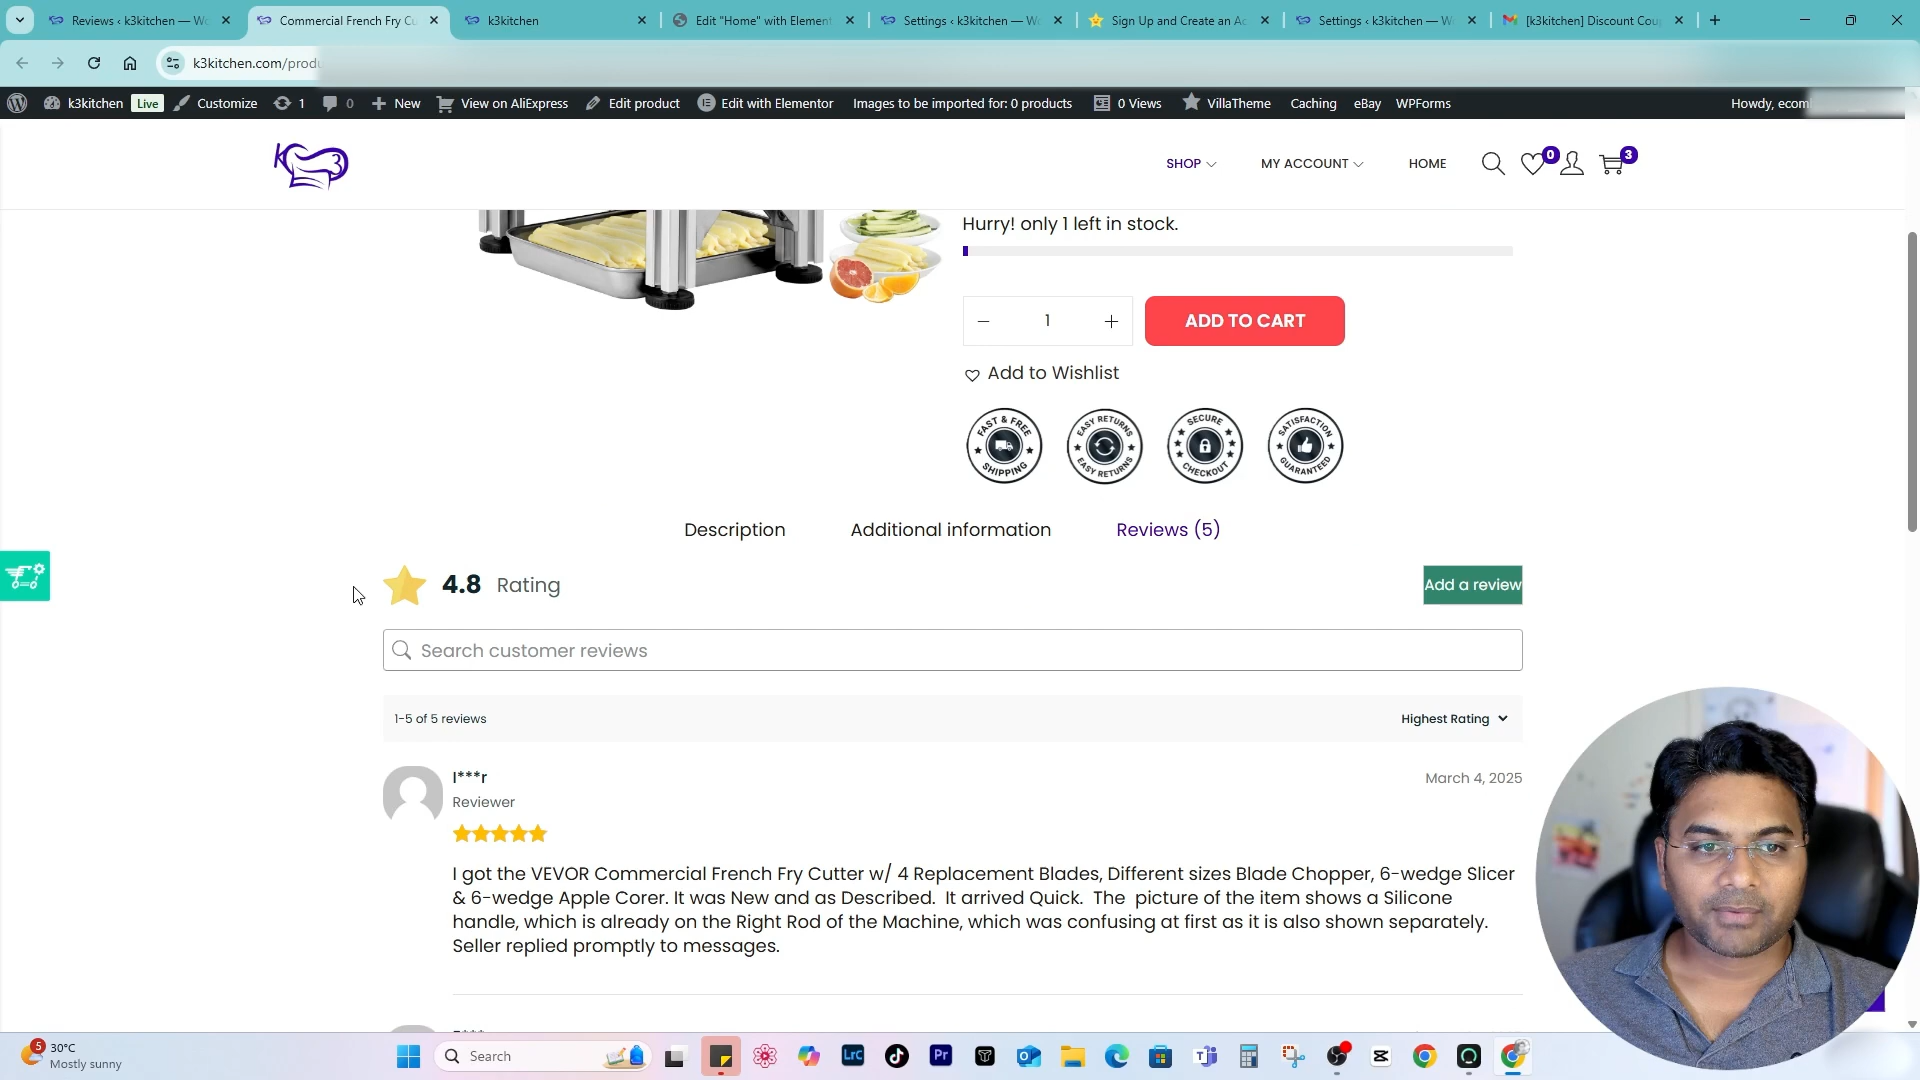 Reviews ‹ k3kitchen — Wo
Commercial French Fry Cu
k3kitchen
Edit "Home" with Element
Settings ‹ k3kitchen — Wo
Sign Up and Create an Ac
Settings ‹ k3kitchen — W
[k3kitchen] Discount Cou
k3kitchen.com/produ
k3kitchen Live Customize 1 0 New View on AliExpress Edit product Edit with Elementor Images to be imported for: 0 products 0 Views VillaTheme Caching eBay WPForms Howdy, ecom
K3
SHOP MY ACCOUNT HOME 0 3
Hurry! only 1 left in stock.
1
ADD TO CART
Add to Wishlist
FAST & FREE SHIPPING
EASY RETURNS EASY RETURNS
SECURE CHECKOUT
SATISFACTION GUARANTEED
Description Additional information Reviews (5)
4.8 Rating
Add a review
Search customer reviews
1-5 of 5 reviews
Highest Rating
I***r
March 4, 2025
Reviewer
I got the VEVOR Commercial French Fry Cutter w/ 4 Replacement Blades, Different sizes Blade Chopper, 6-wedge Slicer
& 6-wedge Apple Corer. It was New and as Described. It arrived Quick. The picture of the item shows a Silicone
handle, which is already on the Right Rod of the Machine, which was confusing at first as it is also shown separately.
Seller replied promptly to messages.
5
30°C
Mostly sunny
Search
LrC
Pr